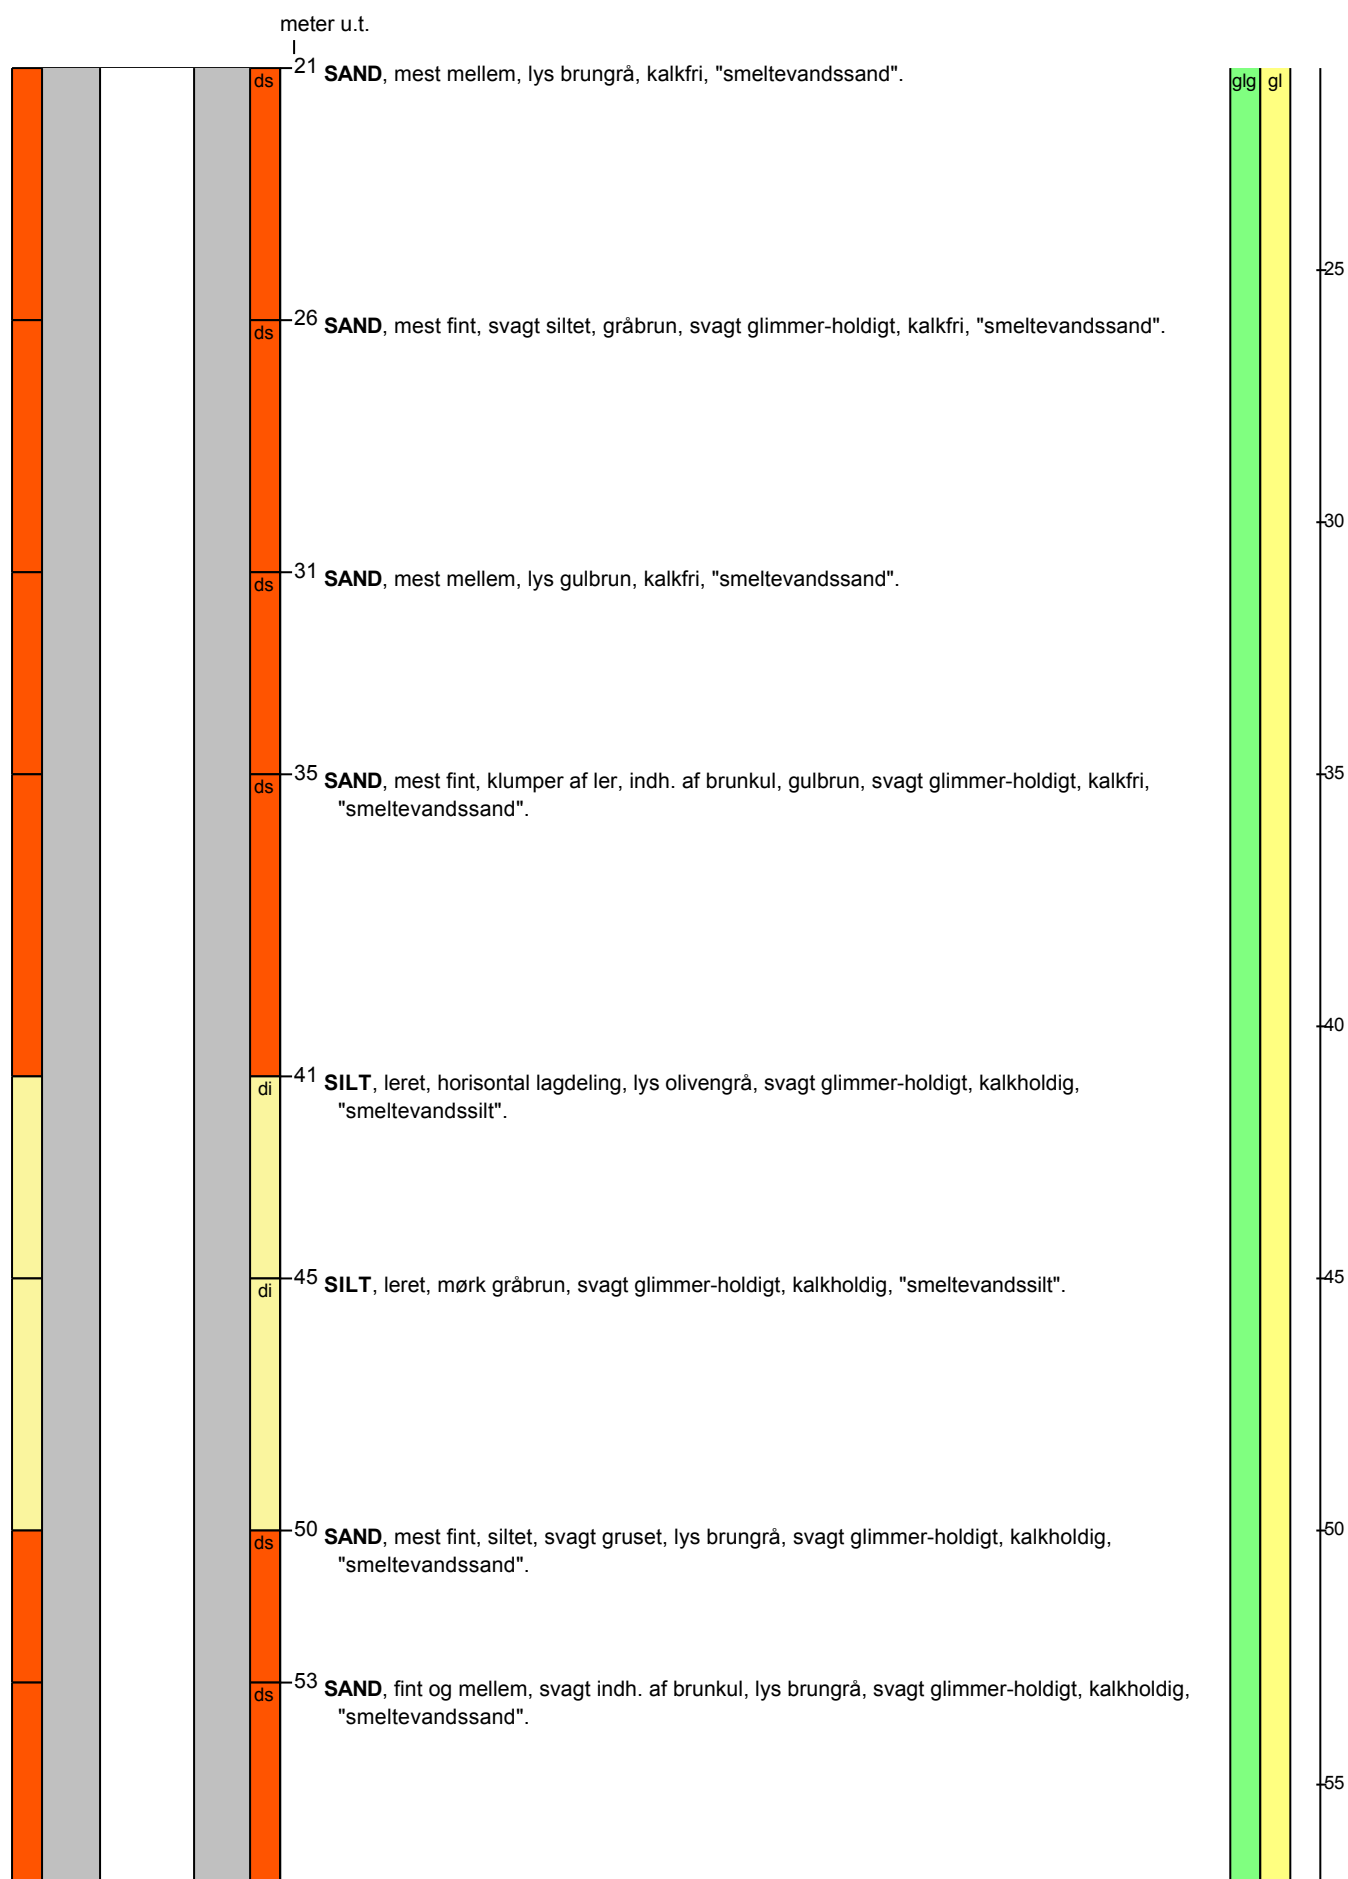 meter u.t.
21 SAND, mest mellem, lys brungrå, kalkfri, "smeltevandssand".
ds
glg gl
25
26 SAND, mest fint, svagt siltet, gråbrun, svagt glimmer-holdigt, kalkfri, "smeltevandssand".
ds
30
31 SAND, mest mellem, lys gulbrun, kalkfri, "smeltevandssand".
ds
35 SAND, mest fint, klumper af ler, indh. af brunkul, gulbrun, svagt glimmer-holdigt, kalkfri,
35
ds
"smeltevandssand".
40
41 SILT, leret, horisontal lagdeling, lys olivengrå, svagt glimmer-holdigt, kalkholdig,
di
"smeltevandssilt".
45 SILT, leret, mørk gråbrun, svagt glimmer-holdigt, kalkholdig, "smeltevandssilt".
45
di
50 SAND, mest fint, siltet, svagt gruset, lys brungrå, svagt glimmer-holdigt, kalkholdig,
50
ds
"smeltevandssand".
53 SAND, fint og mellem, svagt indh. af brunkul, lys brungrå, svagt glimmer-holdigt, kalkholdig,
ds
"smeltevandssand".
55